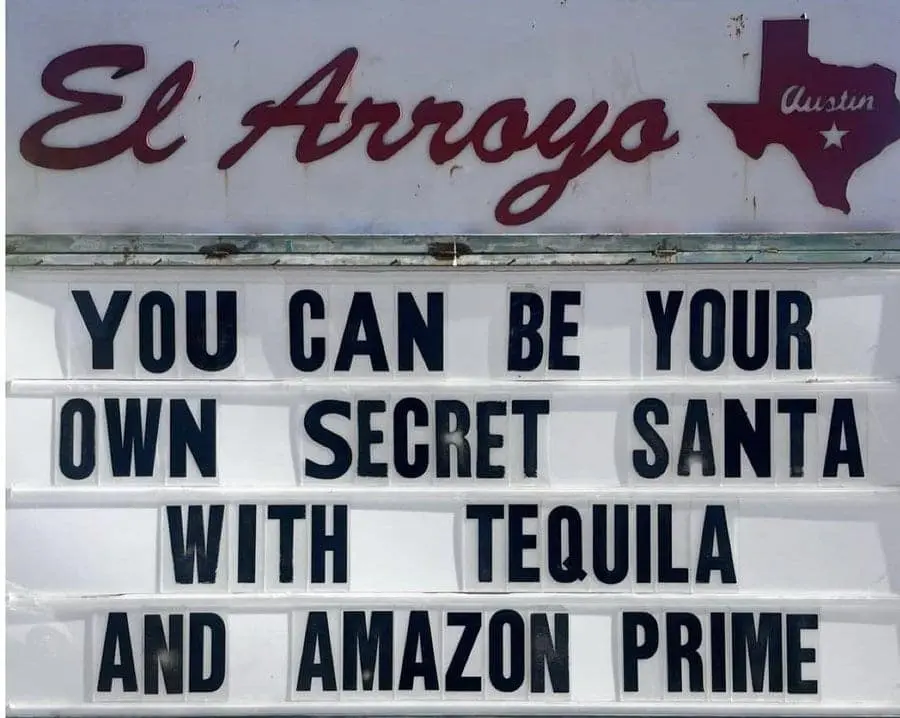 El Arroyo
Austin
YOU CAN BE YOUR
OWN SECRET SANTA
WITH TEQUILA
AND AMAZON PRIME